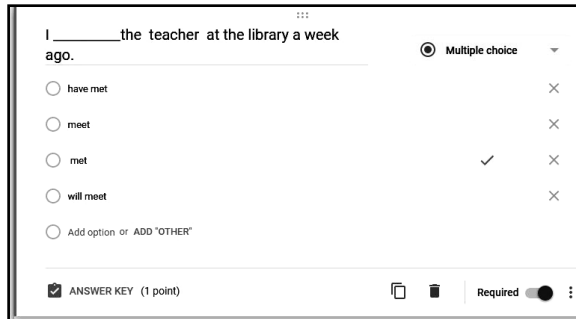 I _________the teacher at the library a week
ago.
Multiple choice
have met
meet
met
will meet
Add option or ADD "OTHER"
ANSWER KEY (1 point)
Required